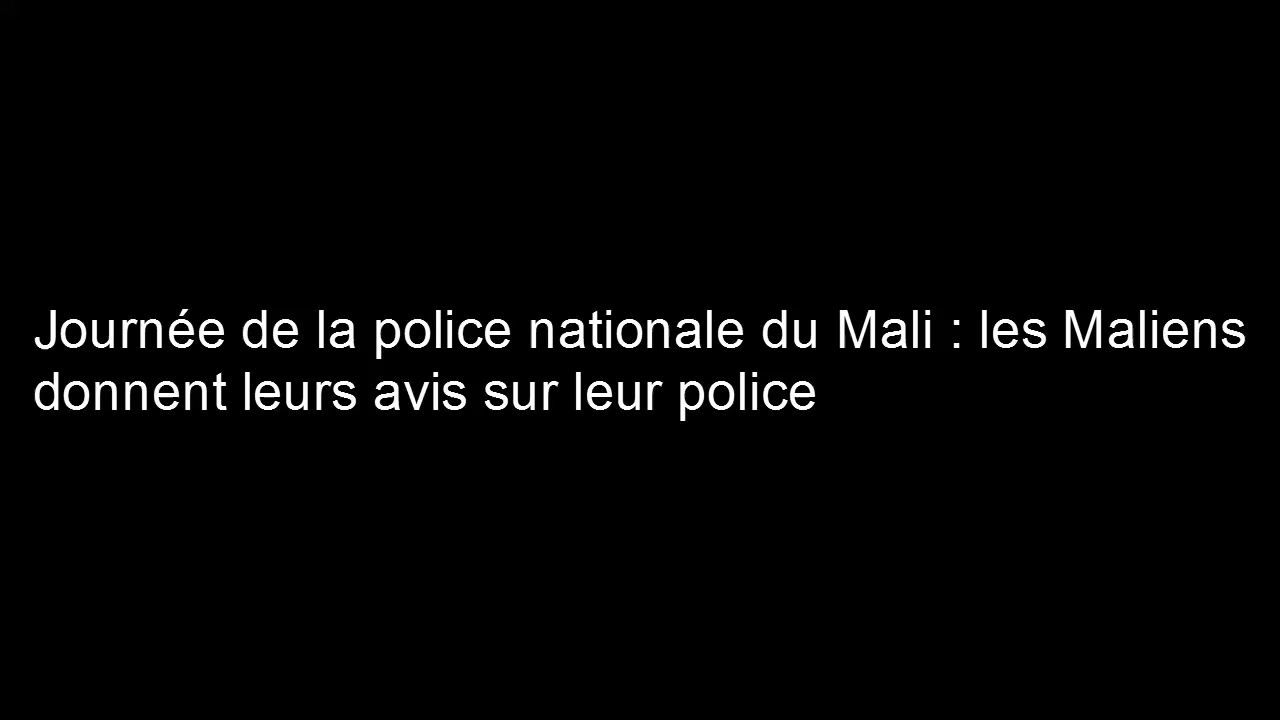 Journée de la police nationale du Mali : les Maliens
donnent leurs avis sur leur police